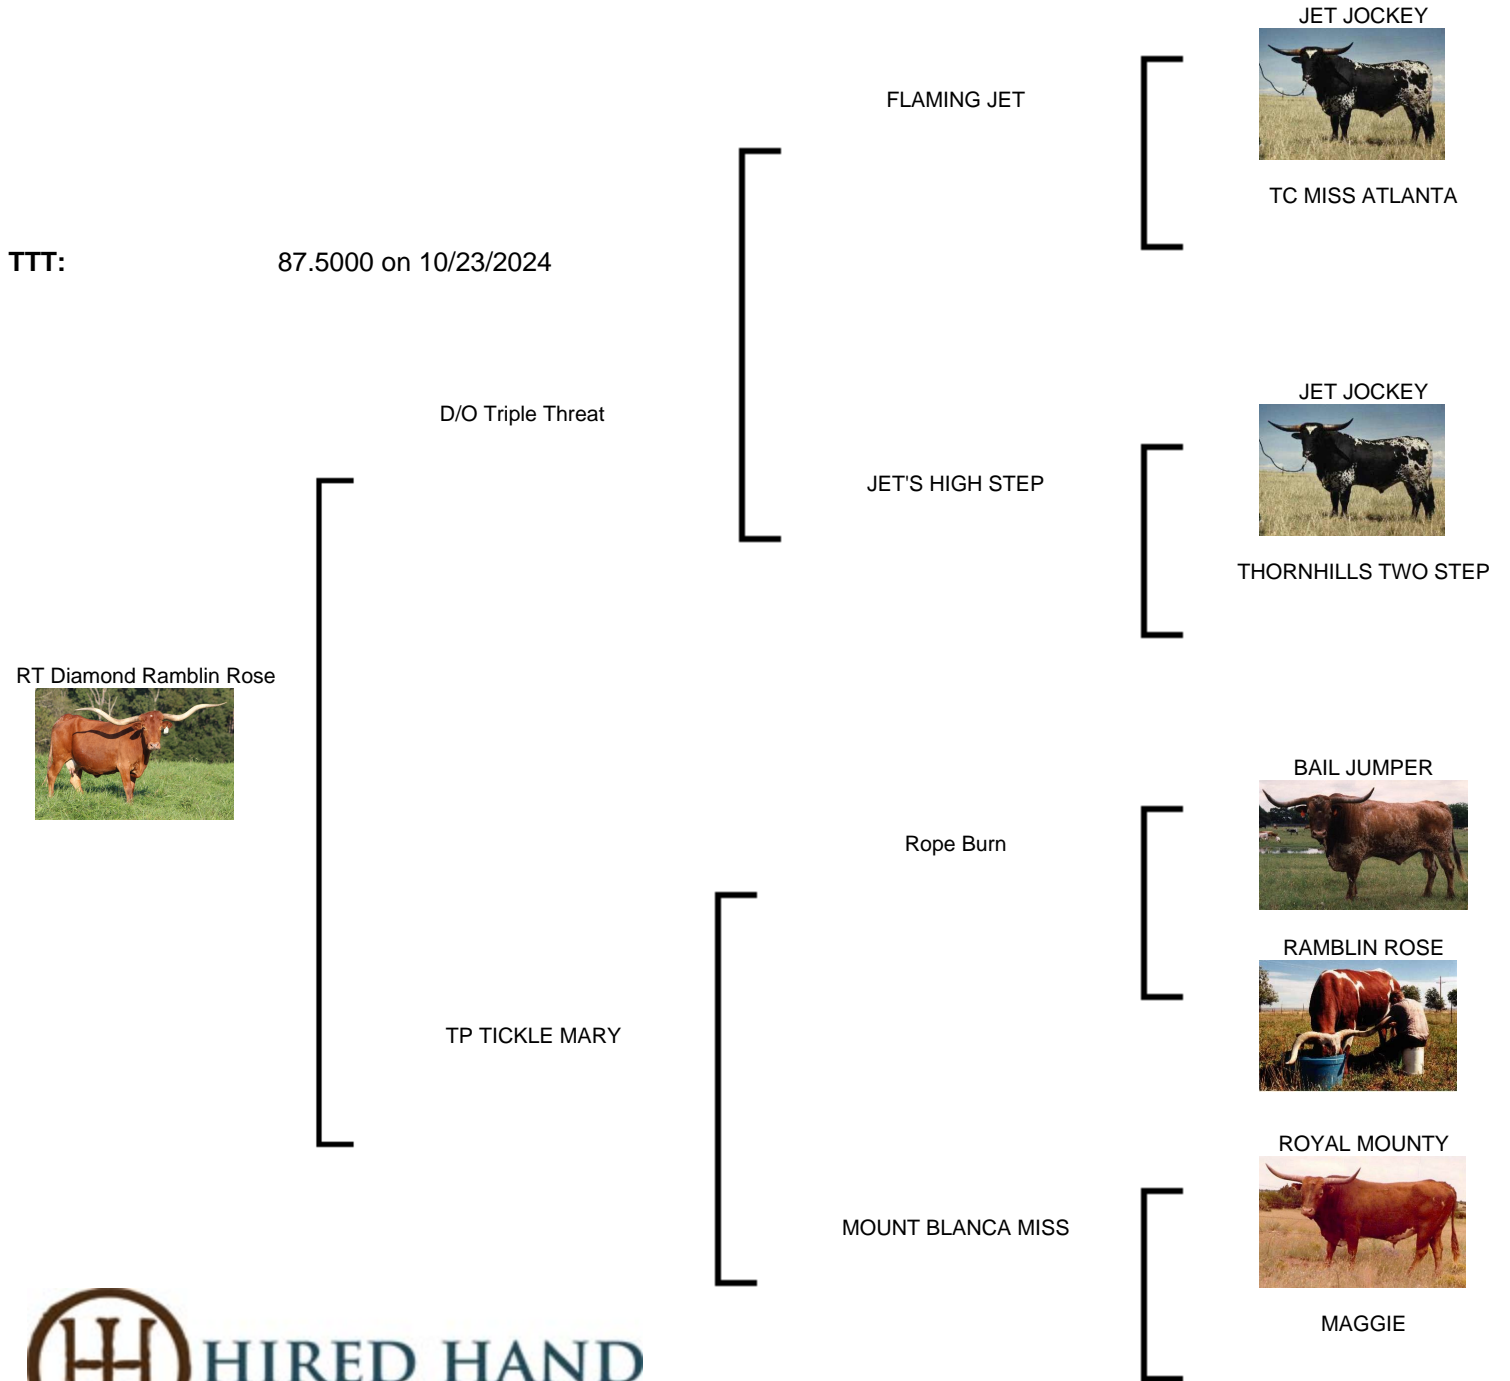 JET JOCKEY
FLAMING JET
TC MISS ATLANTA
TTT: 87.5000 on 10/23/2024
JET JOCKEY
D/O Triple Threat
JET'S HIGH STEP
THORNHILLS TWO STEP
RT Diamond Ramblin Rose
BAIL JUMPER
Rope Burn
RAMBLIN ROSE
TP TICKLE MARY
ROYAL MOUNTY
MOUNT BLANCA MISS
MAGGIE
HIRED HAND